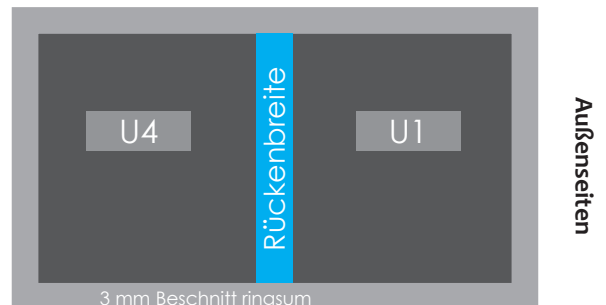 U4
Rückenbreite
U1
Außenseiten
3 mm Beschnitt ringsum